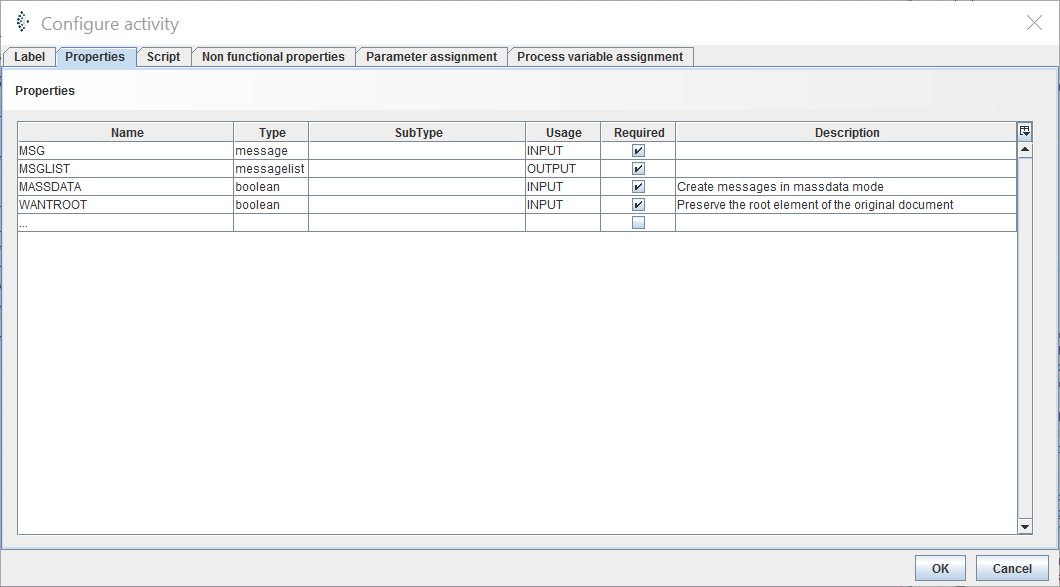 Configure activity
Label Properties Script Non functional properties Parameter assignment Process variable assignment
Properties
Name Type SubType Usage Required Description
MSG message INPUT
MSGLIST messagelist OUTPUT
MASSDATA boolean INPUT Create messages in massdata mode
WANTROOT boolean INPUT Preserve the root element of the original document
...
OK Cancel